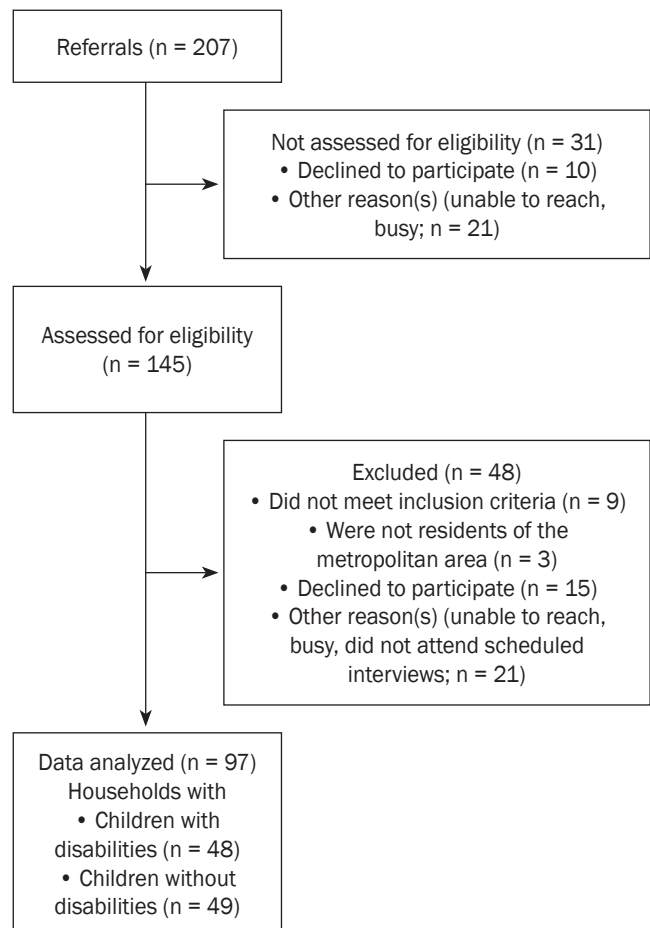 Referrals (n = 207)
Not assessed for eligibility (n = 31)
• Declined to participate (n = 10)
• Other reason(s) (unable to reach,
busy; n = 21)
Assessed for eligibility
(n = 145)
Excluded (n = 48)
• Did not meet inclusion criteria (n = 9)
• Were not residents of the
metropolitan area (n = 3)
• Declined to participate (n = 15)
• Other reason(s) (unable to reach,
busy, did not attend scheduled
interviews; n = 21)
Data analyzed (n = 97)
Households with
• Children with
disabilities (n = 48)
• Children without
disabilities (n = 49)